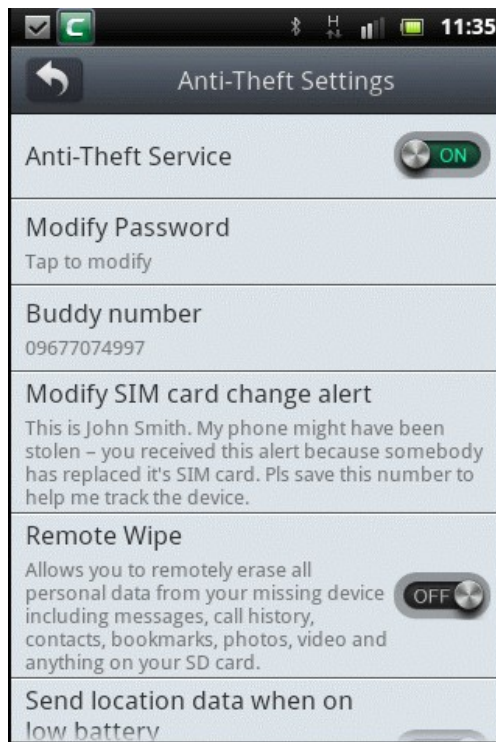 C H 11:35
Anti-Theft Settings
Anti-Theft Service ON
Modify Password
Tap to modify
Buddy number
09677074997
Modify SIM card change alert
This is John Smith. My phone might have been
stolen – you received this alert because somebody
has replaced it's SIM card. Pls save this number to
help me track the device.
Remote Wipe
Allows you to remotely erase all
personal data from your missing device
including messages, call history,
contacts, bookmarks, photos, video and
anything on your SD card.
OFF
Send location data when on
low battery